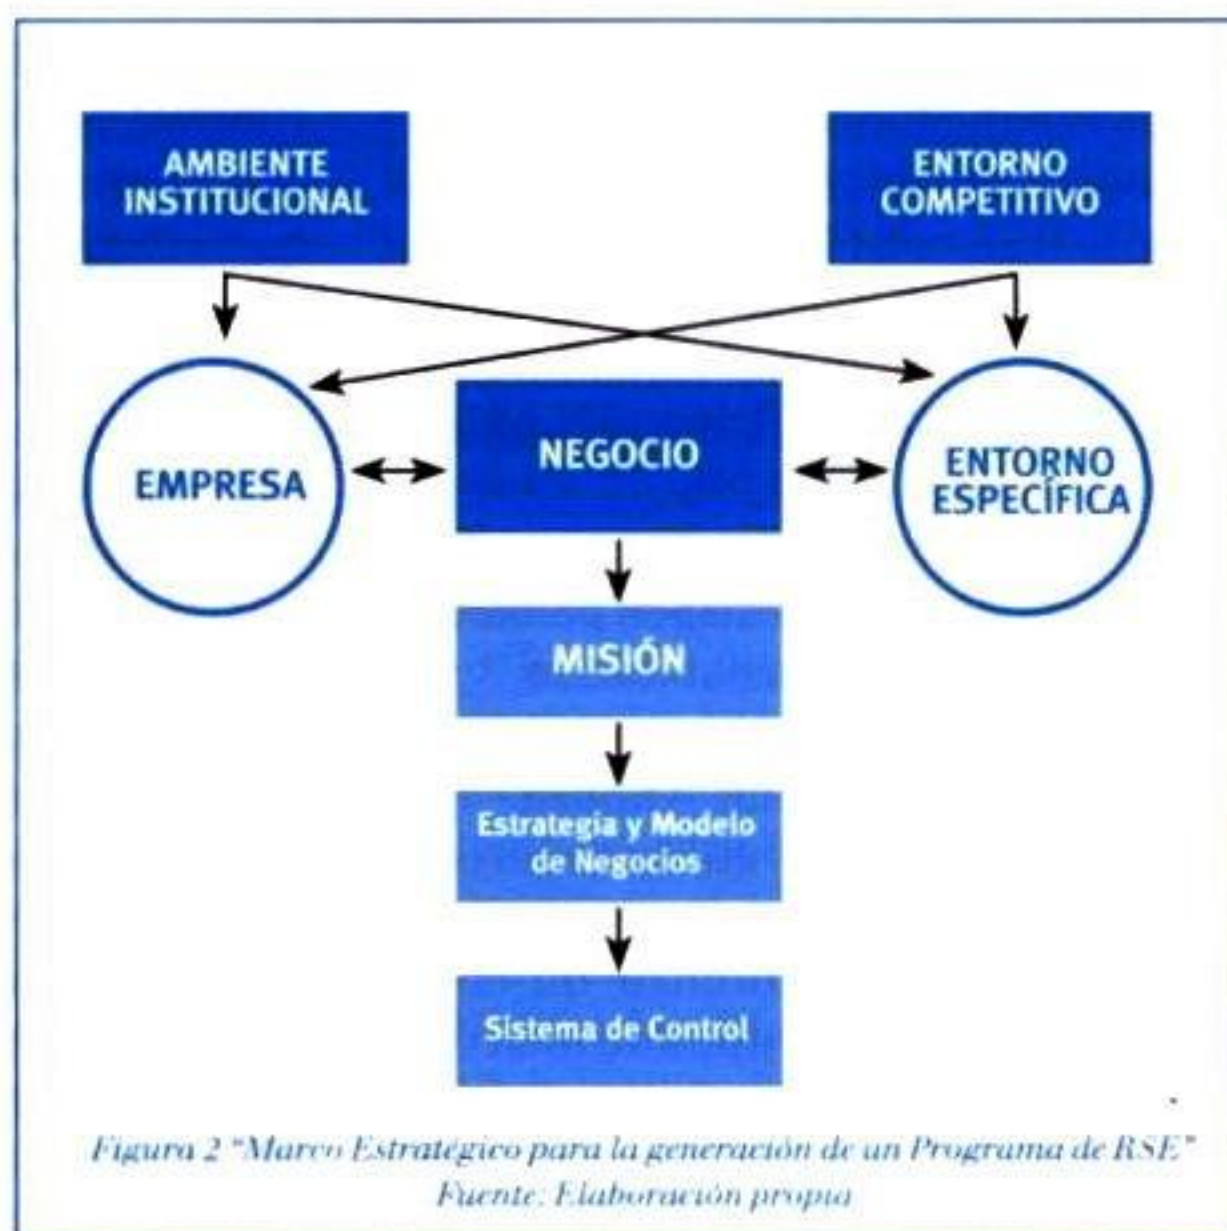 AMBIENTE
INSTITUCIONAL
ENTORNO
COMPETITIVO
EMPRESA
NEGOCIO
ENTORNO
ESPECÍFICA
MISIÓN
Estrategia y Modelo
de Negocios
Sistema de Control
Figura 2 "Marco Estratégico para la generación de un Programa de RSE"
Fuente: Elaboración propia